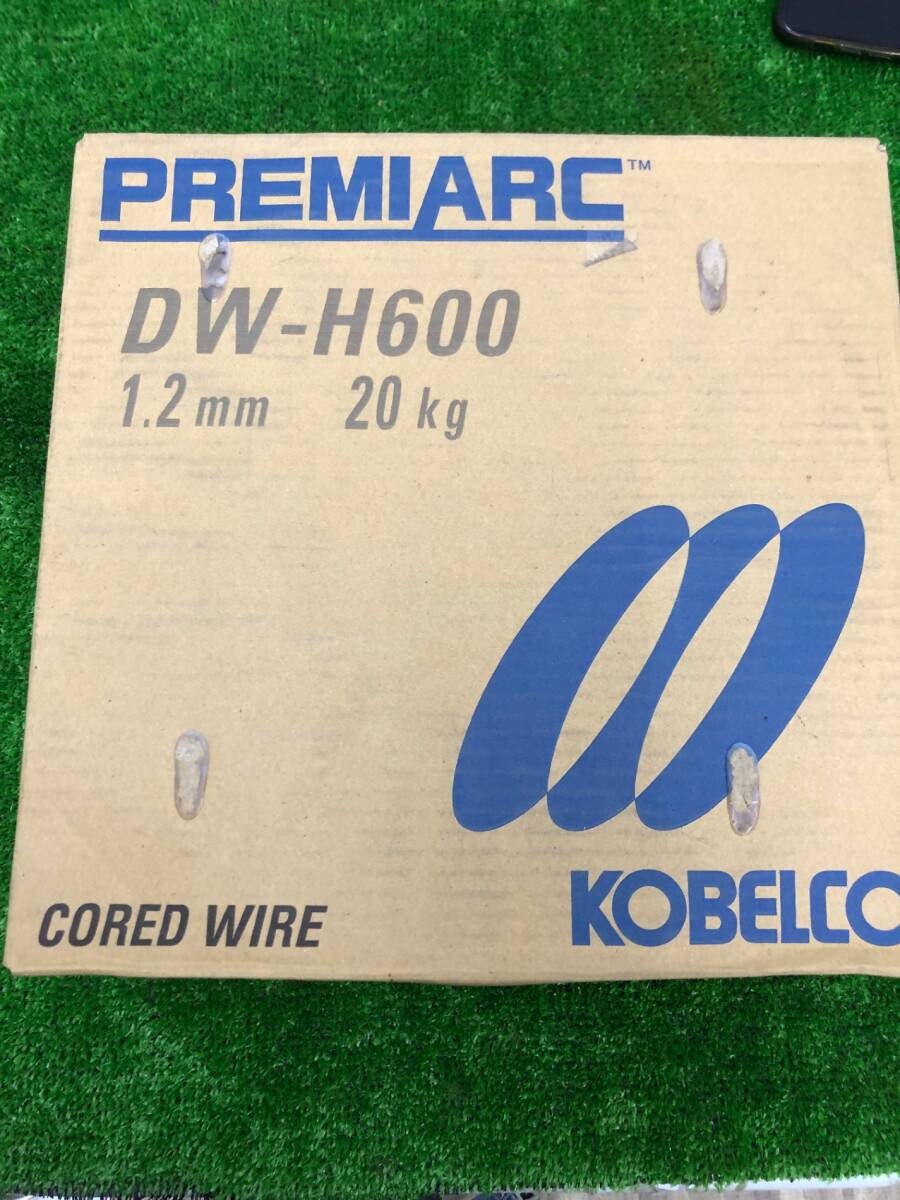 PREMIARC™
DW-H600
1.2 mm 20 kg
CORED WIRE
KOBELCO